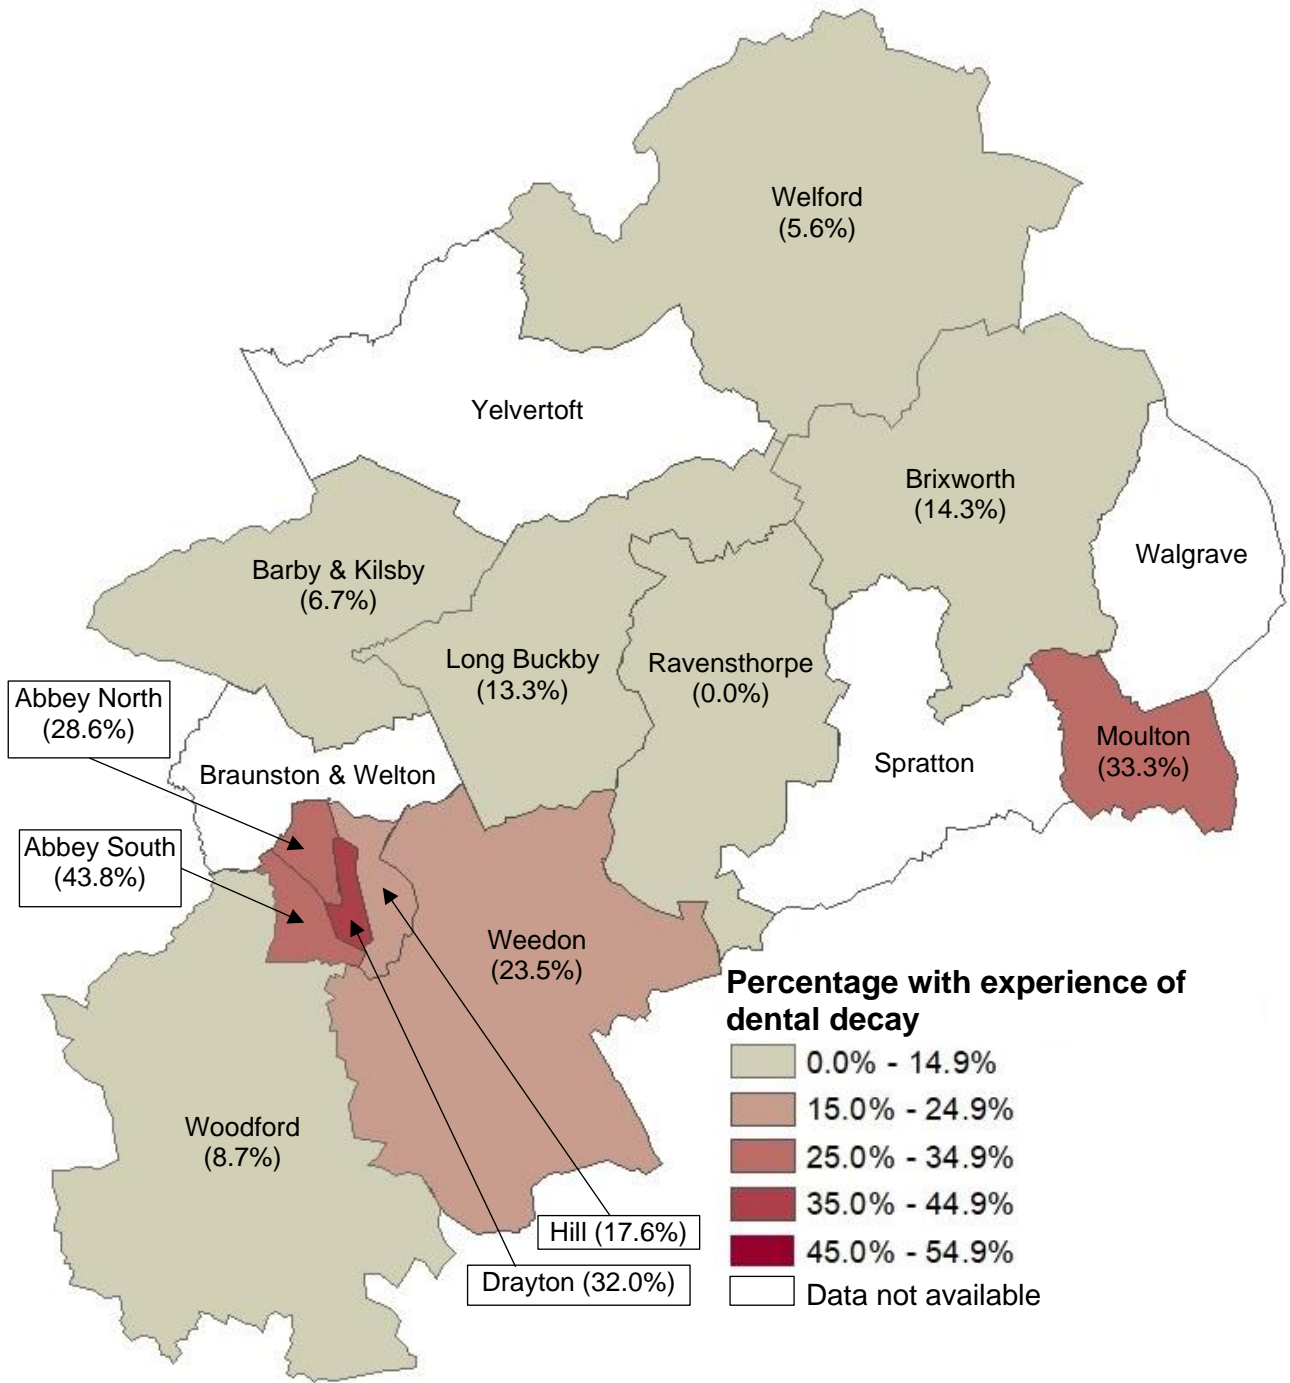 Welford
(5.6%)
Yelvertoft
Brixworth
(14.3%)
Walgrave
Barby & Kilsby
(6.7%)
Long Buckby
(13.3%)
Ravensthorpe
(0.0%)
Abbey North
(28.6%)
Moulton
(33.3%)
Braunston & Welton
Spratton
Abbey South
(43.8%)
Weedon
(23.5%)
Percentage with experience of
dental decay
0.0% - 14.9%
15.0% - 24.9%
25.0% - 34.9%
35.0% - 44.9%
45.0% - 54.9%
Data not available
Woodford
(8.7%)
Hill (17.6%)
Drayton (32.0%)